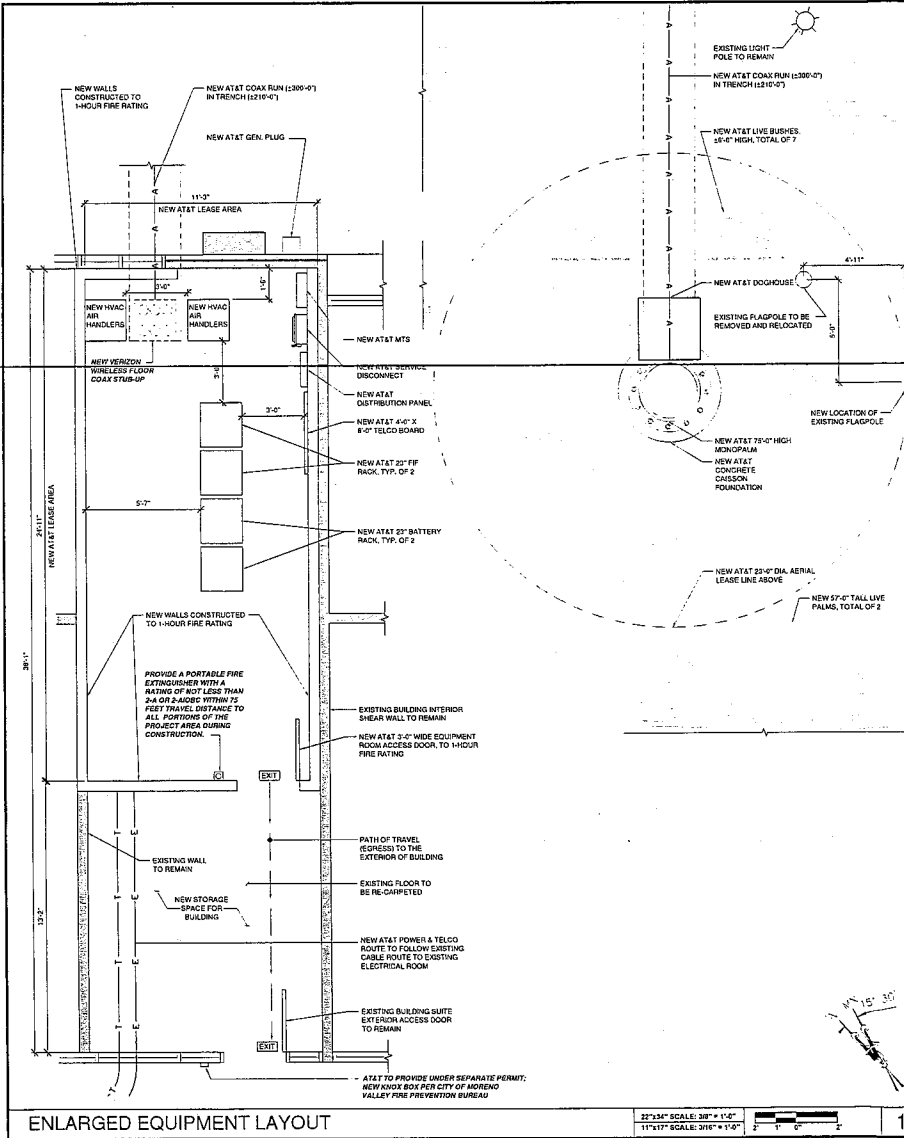 EXISTING LIGHT
POLE TO REMAIN
NEW WALLS
CONSTRUCTED TO
1-HOUR FIRE RATING
NEW AT&T COAX RUN (±300'-0")
IN TRENCH (±210'-0")
NEW AT&T COAX RUN (±300'-0")
IN TRENCH (±210'-0")
NEW AT&T GEN. PLUG
NEW AT&T LIVE BUSHES,
±6'-0" HIGH, TOTAL OF 7
11'-3"
NEW AT&T LEASE AREA
4'-11"
3'-0"
1'-0"
NEW HVAC
AIR
HANDLERS
NEW HVAC
AIR
HANDLERS
NEW AT&T DOGHOUSE
EXISTING FLAGPOLE TO BE
REMOVED AND RELOCATED
5'-0"
NEW VERIZON
WIRELESS FLOOR
COAX STUB-UP
3'-0"
NEW AT&T MTS
NEW AT&T SERVICE
DISCONNECT
NEW AT&T
DISTRIBUTION PANEL
3'-0"
NEW AT&T 4'-0" X
8'-0" TELCO BOARD
NEW LOCATION OF
EXISTING FLAGPOLE
NEW AT&T 75'-0" HIGH
MONOPALM
NEW AT&T
CONCRETE
CAISSON
FOUNDATION
NEW AT&T 23" FIF
RACK, TYP. OF 2
5'-7"
NEW AT&T 23" BATTERY
RACK, TYP. OF 2
24'-11"
NEW AT&T LEASE AREA
NEW AT&T 23'-0" DIA. AERIAL
LEASE LINE ABOVE
NEW 57'-0" TALL LIVE
PALMS, TOTAL OF 2
NEW WALLS CONSTRUCTED
TO 1-HOUR FIRE RATING
38'-1"
PROVIDE A PORTABLE FIRE
EXTINGUISHER WITH A
RATING OF NOT LESS THAN
2-A OR 2-A10BC WITHIN 75
FEET TRAVEL DISTANCE TO
ALL PORTIONS OF THE
PROJECT AREA DURING
CONSTRUCTION.
EXISTING BUILDING INTERIOR
SHEAR WALL TO REMAIN
NEW AT&T 3'-0" WIDE EQUIPMENT
ROOM ACCESS DOOR, TO 1-HOUR
FIRE RATING
EXIT
PATH OF TRAVEL
(EGRESS) TO THE
EXTERIOR OF BUILDING
EXISTING WALL
TO REMAIN
EXISTING FLOOR TO
BE RE-CARPETED
NEW STORAGE
SPACE FOR
BUILDING
13'-2"
NEW AT&T POWER & TELCO
ROUTE TO FOLLOW EXISTING
CABLE ROUTE TO EXISTING
ELECTRICAL ROOM
EXISTING BUILDING SUITE
EXTERIOR ACCESS DOOR
TO REMAIN
15' 30'
EXIT
AT&T TO PROVIDE UNDER SEPARATE PERMIT;
NEW KNOX BOX PER CITY OF MORENO
VALLEY FIRE PREVENTION BUREAU
ENLARGED EQUIPMENT LAYOUT
22"x34" SCALE: 3/8" = 1'-0"
11"x17" SCALE: 3/16" = 1'-0"
2' 1' 0" 2'
1